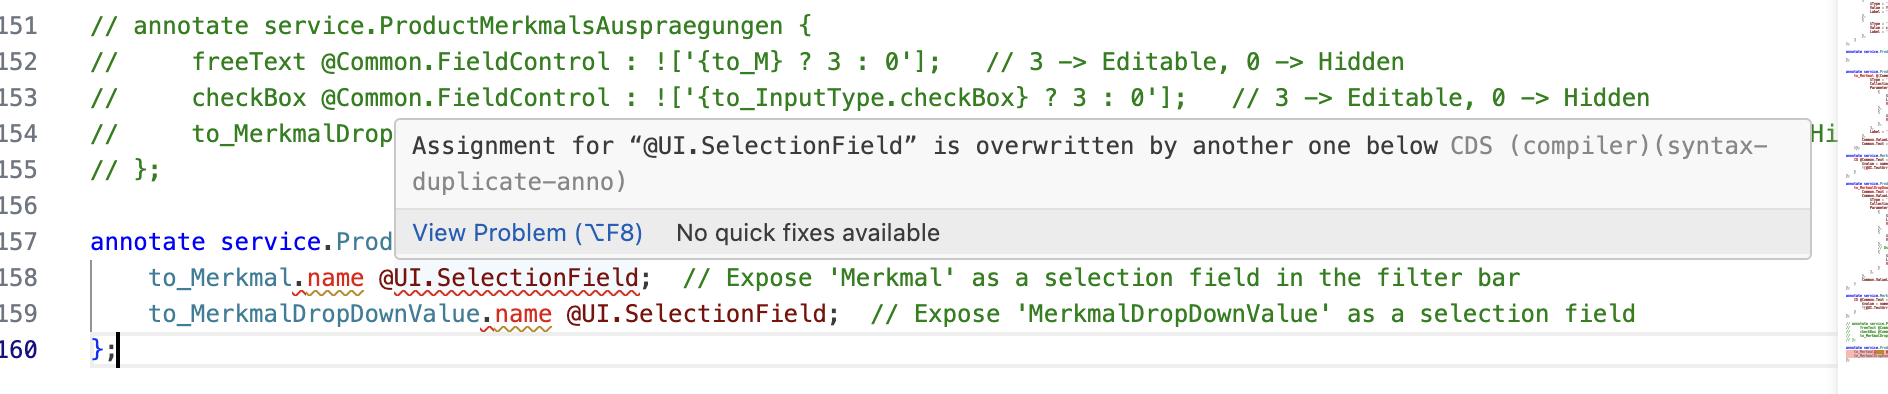 151 // annotate service.ProductMerkmalsAuspraegungen {
152 //     freeText @Common.FieldControl : !['{to_M} ? 3 : 0'];   // 3 -> Editable, 0 -> Hidden
153 //     checkBox @Common.FieldControl : !['{to_InputType.checkBox} ? 3 : 0'];   // 3 -> Editable, 0 -> Hidden
154 //     to_MerkmalDrop
Assignment for “@UI.SelectionField” is overwritten by another one below CDS (compiler)(syntax-
duplicate-anno)
155 // };
156
View Problem (⌥F8)   No quick fixes available
157 annotate service.Prod
158     to_Merkmal.name @UI.SelectionField;  // Expose 'Merkmal' as a selection field in the filter bar
159     to_MerkmalDropDownValue.name @UI.SelectionField;  // Expose 'MerkmalDropDownValue' as a selection field
160 };